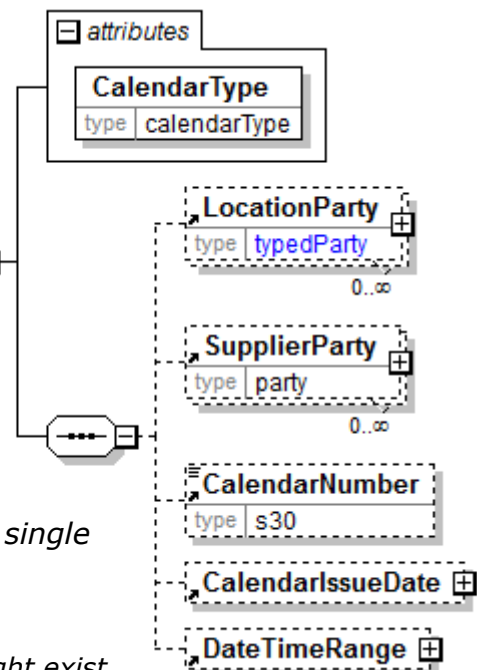 attributes
CalendarType
type calendarType
LocationParty
type typedParty
0..∞
SupplierParty
type party
0..∞
CalendarNumber
type s30
single
CalendarIssueDate
DateTimeRange
exist